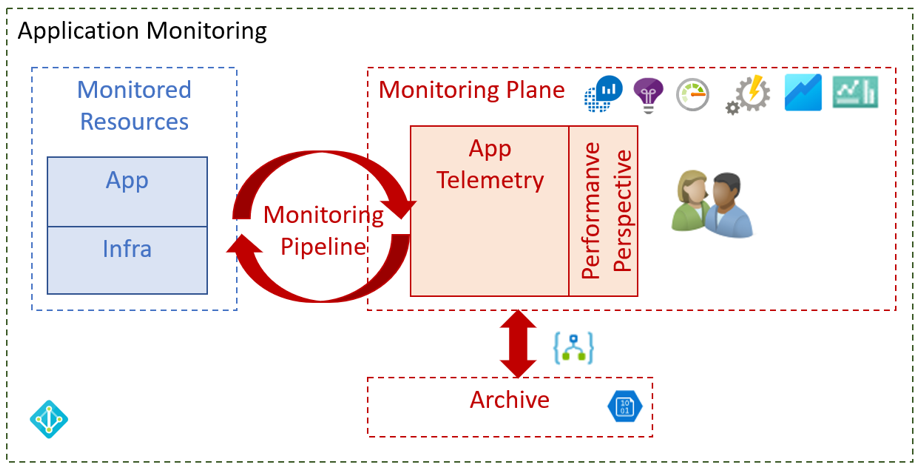 Application Monitoring
Monitored
Resources
App
Infra
Monitoring
Pipeline
Monitoring Plane
App
Telemetry
Performanve
Perspective
Archive
10
01